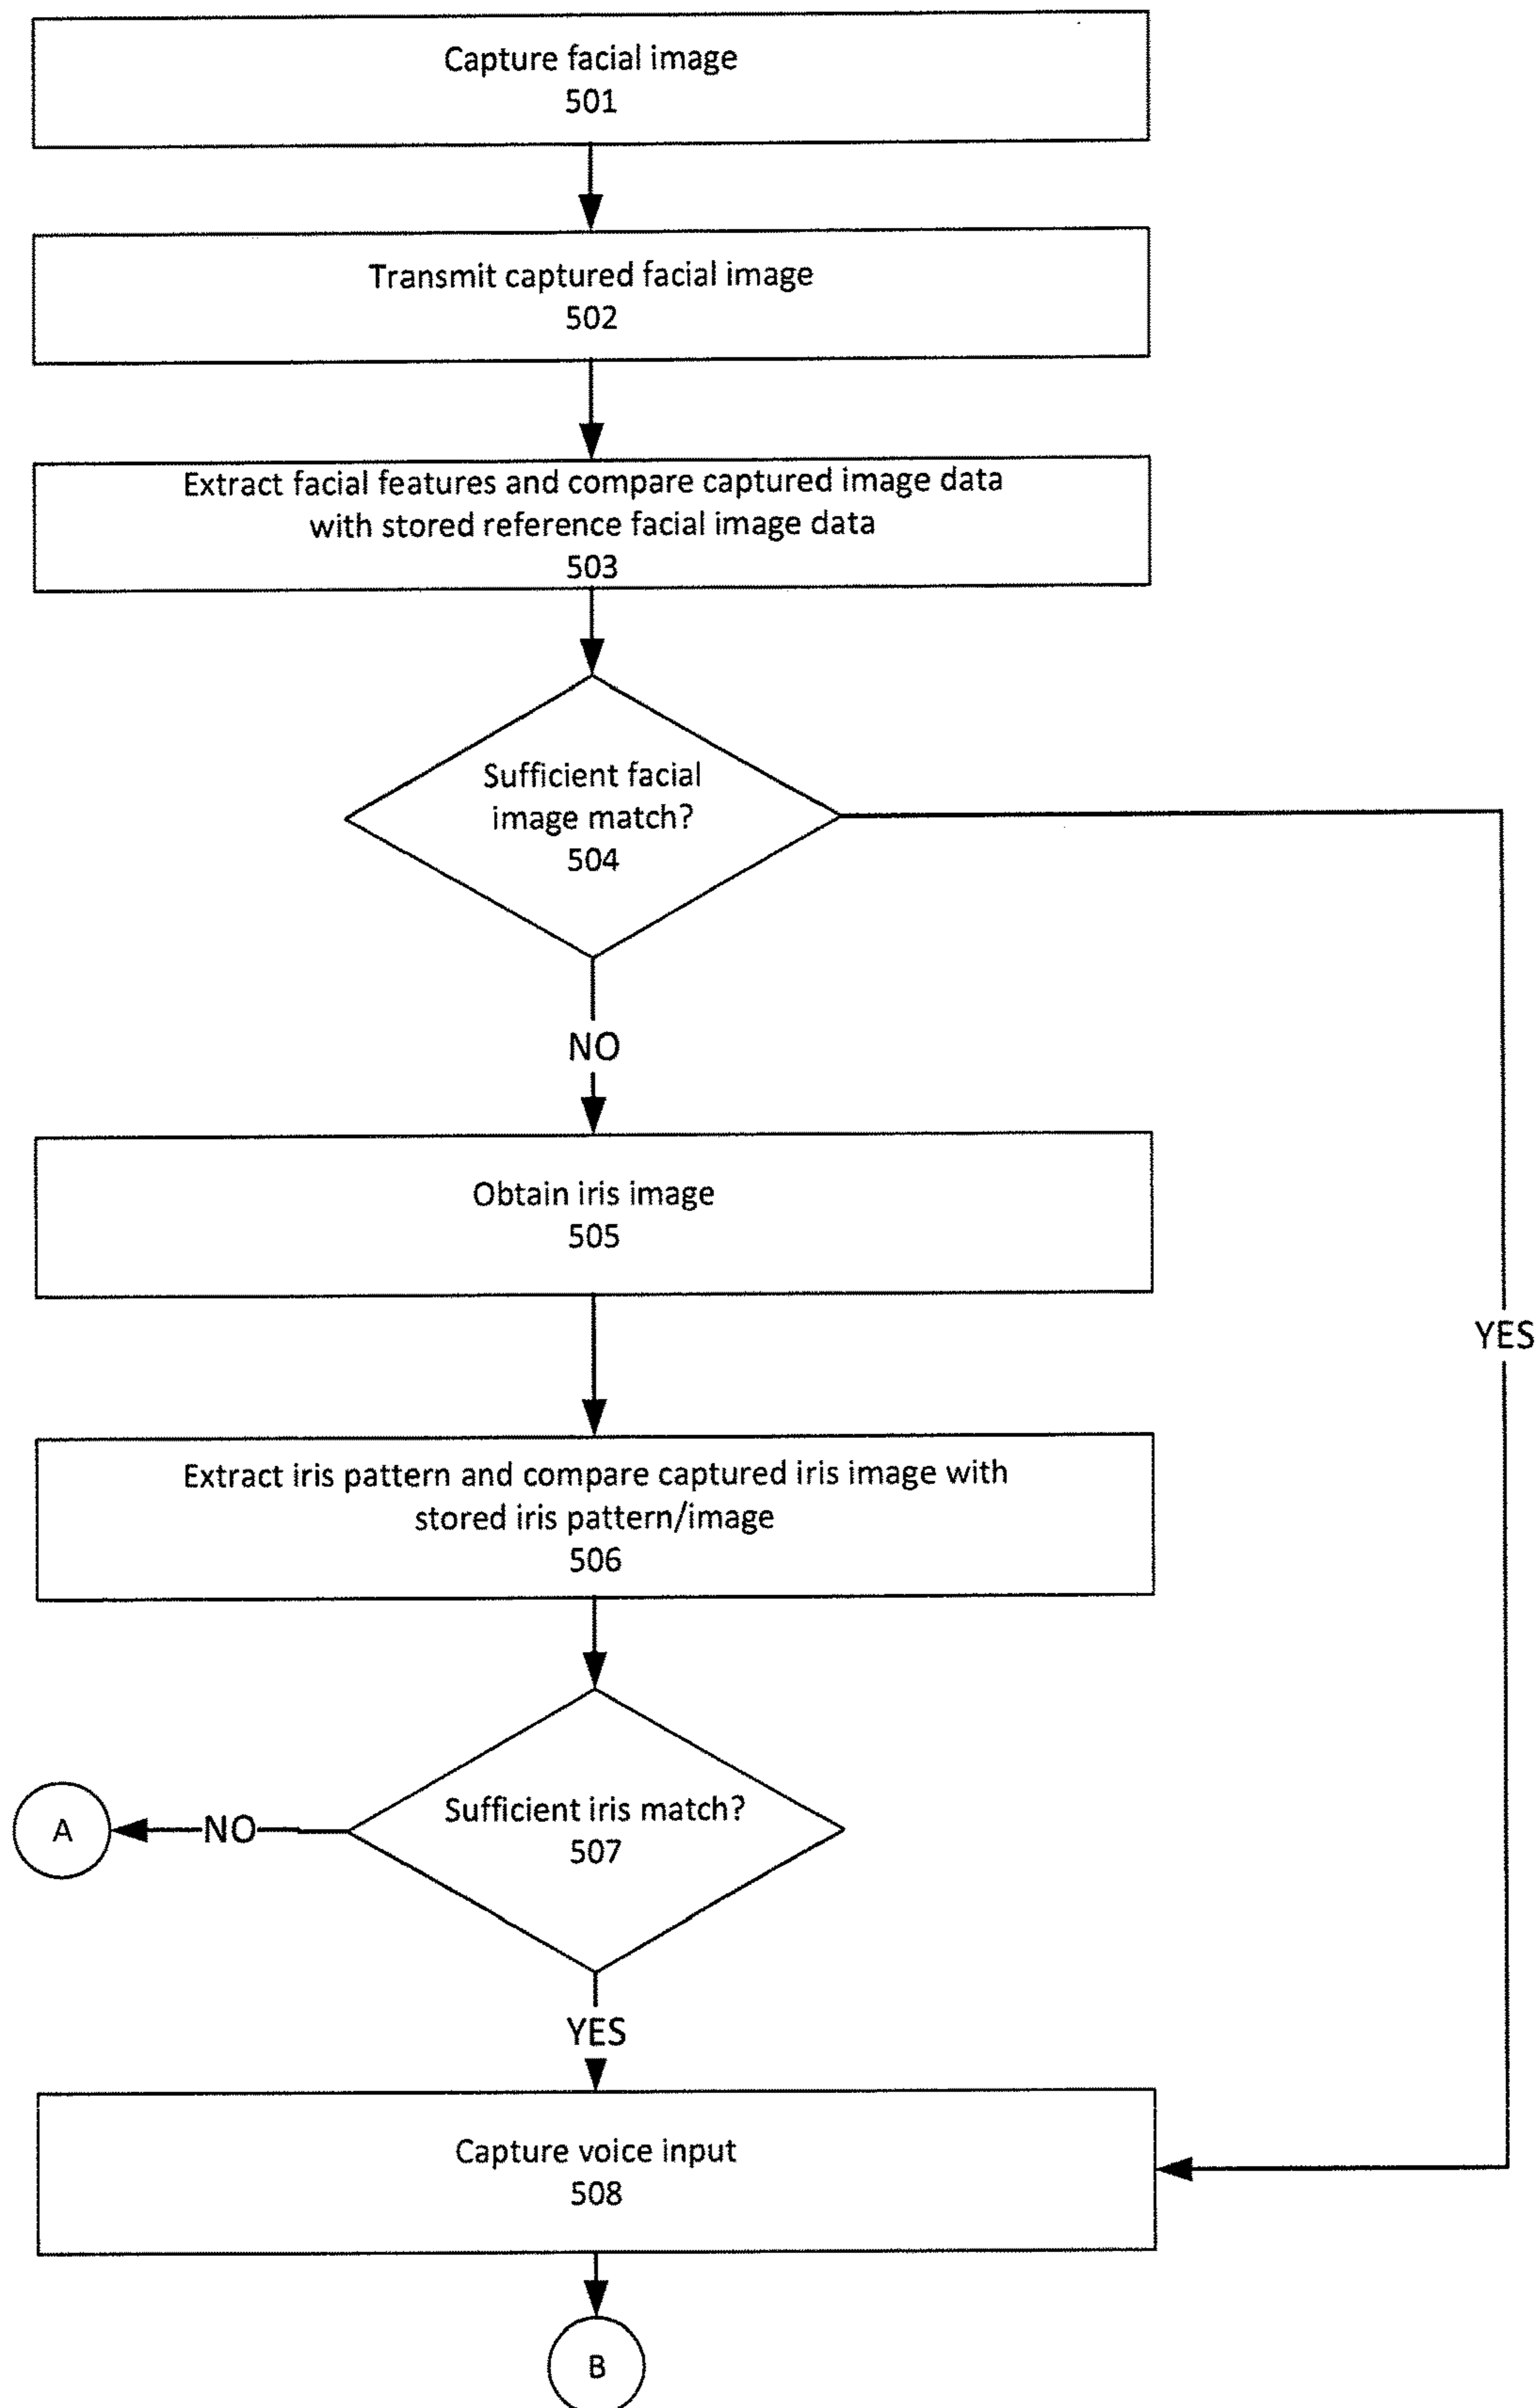 Capture facial image
501
Transmit captured facial image
502
Extract facial features and compare captured image data
with stored reference facial image data
503
Sufficient facial
image match?
504
NO
Obtain iris image
505
YES
Extract iris pattern and compare captured iris image with
stored iris pattern/image
506
Sufficient iris match?
507
NO
A
YES
Capture voice input
508
B